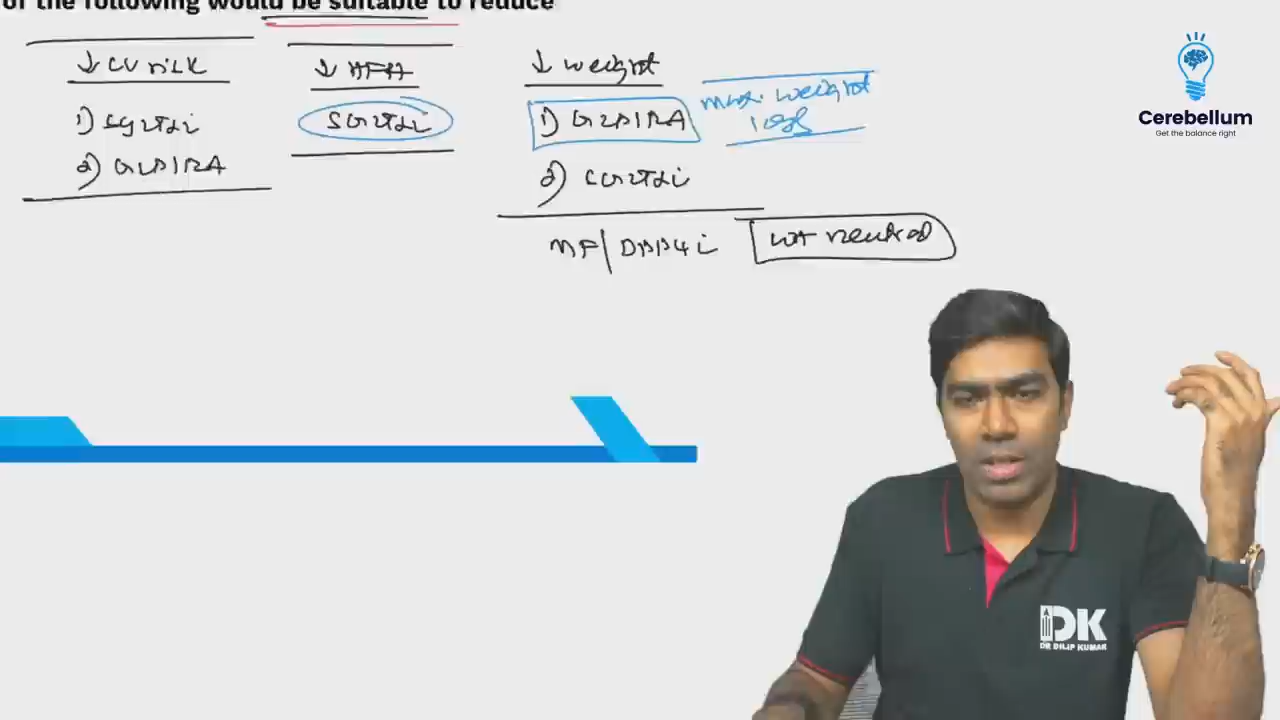 of the following would be suitable to reduce
↓ CV risk
1) SGLT2i
2) GLP1RA
↓ HFH
SGLT2i
↓ weight
1) GLP1RA
max. weight
loss
2) SGLT2i
MF/DPP4i
wt neutral
Cerebellum
Get the balance right
DK
DR DILIP KUMAR